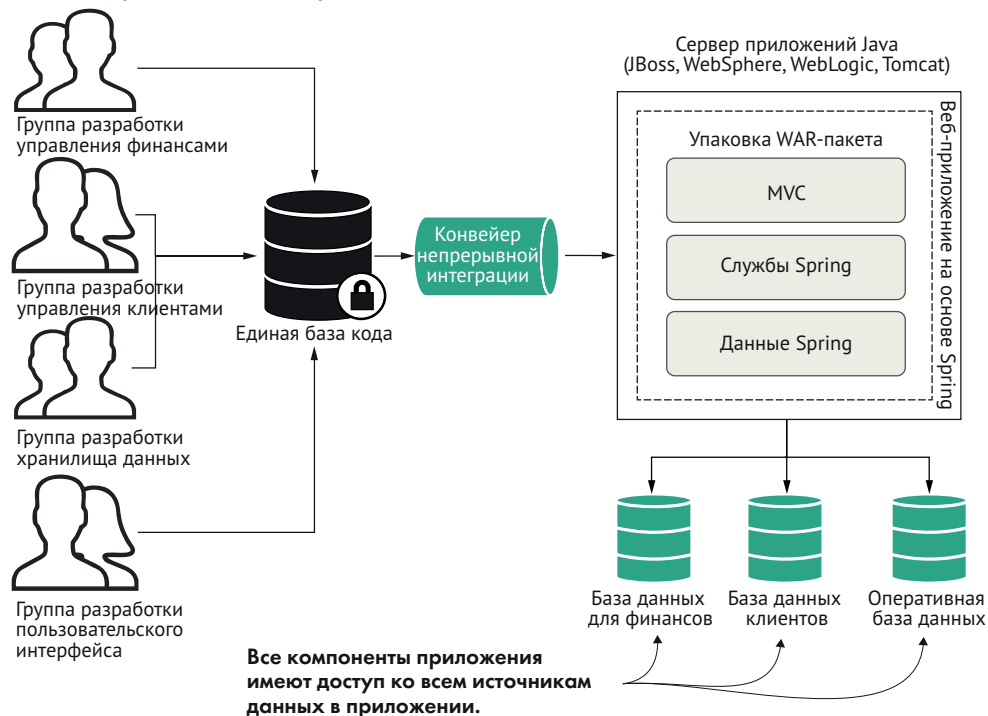 Сервер приложений Java
(JBoss, WebSphere, WebLogic, Tomcat)
Группа разработки
управления финансами
Группа разработки
управления клиентами
Группа разработки
хранилища данных
Группа разработки
пользовательского
интерфейса
Единая база кода
Конвейер
непрерывной
интеграции
Упаковка WAR-пакета
MVC
Службы Spring
Данные Spring
Веб-приложение на основе Spring
База данных
для финансов
База данных
клиентов
Оперативная
база данных
Все компоненты приложения
имеют доступ ко всем источникам
данных в приложении.